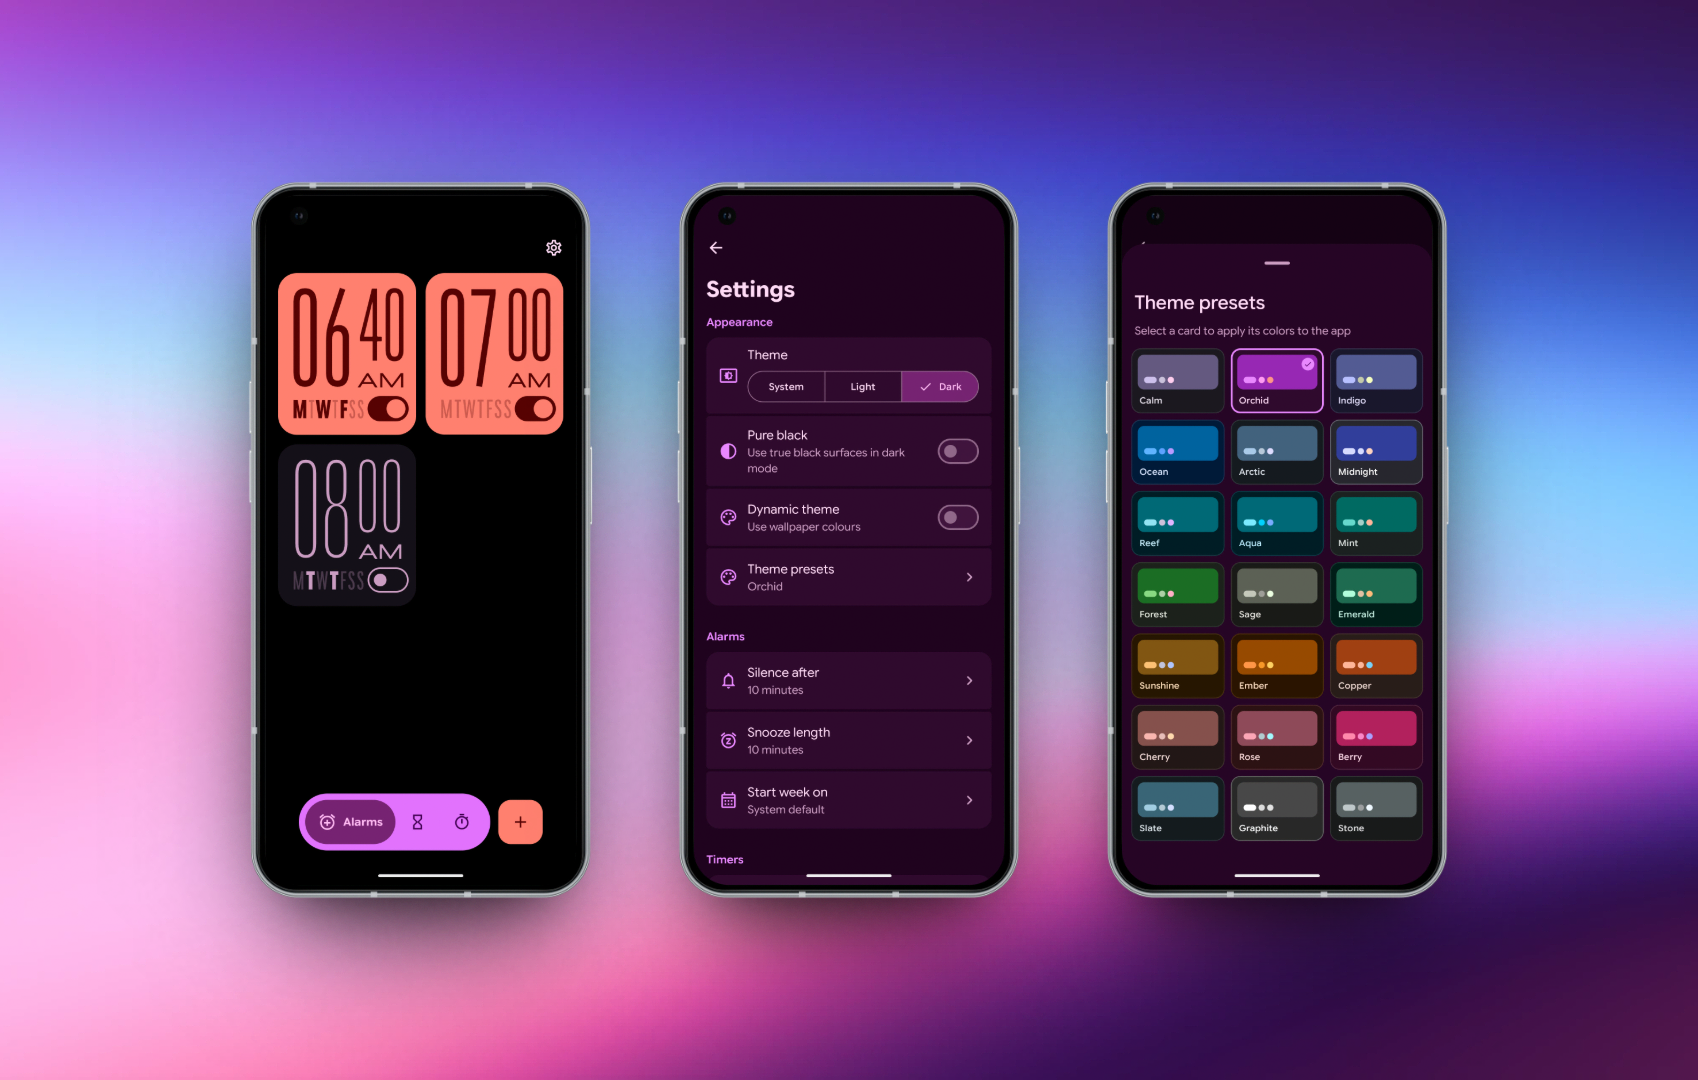 06 40
AM
MTWTFSS
07 00
AM
MTWTFSS
08 00
AM
MTWTFSS
Alarms
Settings
Appearance
Theme
System Light Dark
Pure black
Use true black surfaces in dark
mode
Dynamic theme
Use wallpaper colours
Theme presets
Orchid
Alarms
Silence after
10 minutes
Snooze length
10 minutes
Start week on
System default
Timers
Theme presets
Select a card to apply its colors to the app
Calm Orchid Indigo
Ocean Arctic Midnight
Reef Aqua Mint
Forest Sage Emerald
Sunshine Ember Copper
Cherry Rose Berry
Slate Graphite Stone